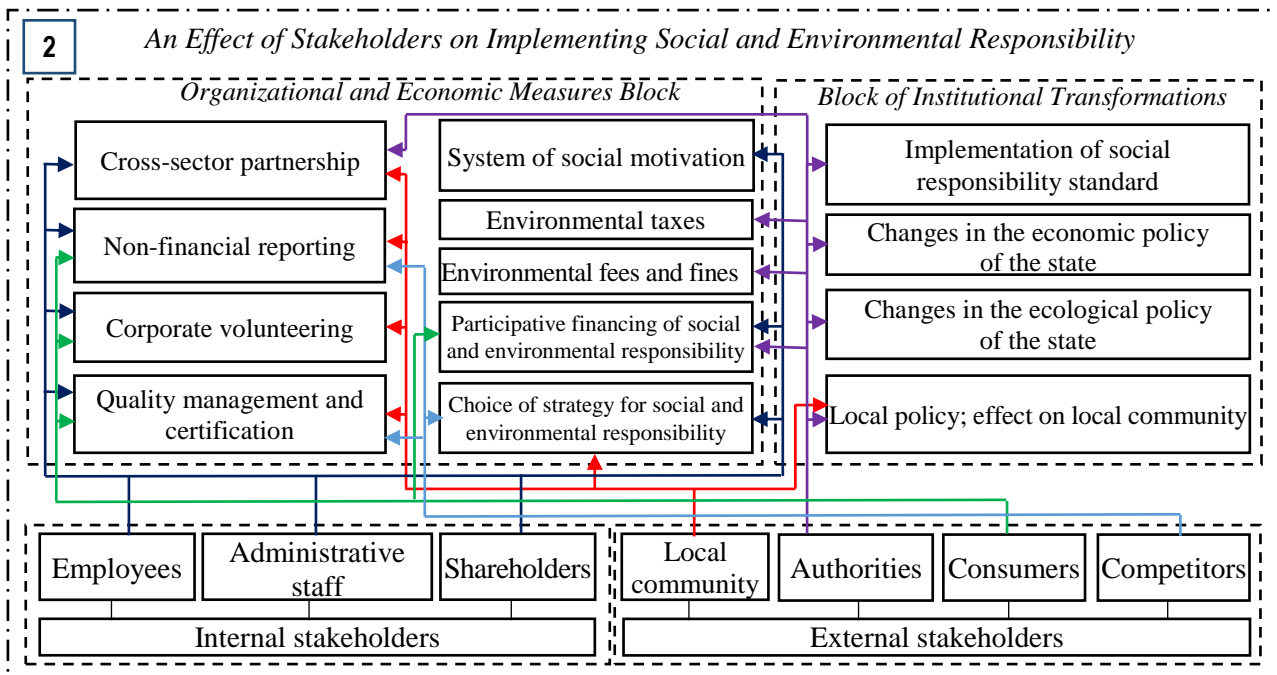 2
An Effect of Stakeholders on Implementing Social and Environmental Responsibility
Organizational and Economic Measures Block
Cross-sector partnership
Non-financial reporting
Corporate volunteering
Quality management and
certification
System of social motivation
Environmental taxes
Environmental fees and fines
Participative financing of social
and environmental responsibility
Choice of strategy for social and
environmental responsibility
Block of Institutional Transformations
Implementation of social
responsibility standard
Changes in the economic policy
of the state
Changes in the ecological policy
of the state
Local policy; effect on local community
Employees
Administrative
staff
Shareholders
Internal stakeholders
Local
community
Authorities
Consumers
Competitors
External stakeholders